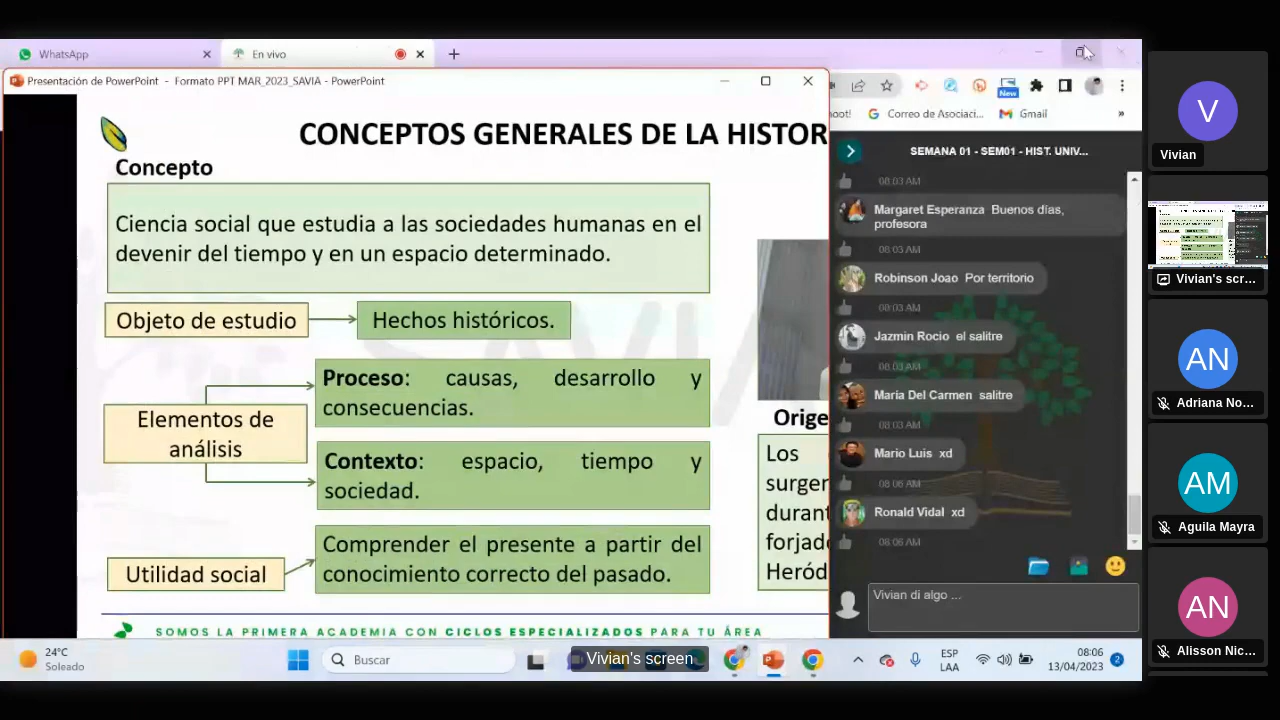 WhatsApp
En vivo
Presentación de PowerPoint - Formato PPT MAR_2023_SAVIA - PowerPoint
New
Correo de Asociaci...
Gmail
»
CONCEPTOS GENERALES DE LA HISTOR
Concepto
Ciencia social que estudia a las sociedades humanas en el
devenir del tiempo y en un espacio determinado.
Objeto de estudio
Hechos históricos.
Elementos de
análisis
Proceso: causas, desarrollo y
consecuencias.
Contexto: espacio, tiempo y
sociedad.
Utilidad social
Comprender el presente a partir del
conocimiento correcto del pasado.
Orige
Los
surger
durant
forjado
Heród
SOMOS LA PRIMERA ACADEMIA CON CICLOS ESPECIALIZADOS PARA TU ÁREA
SEMANA 01 - SEM01 - HIST. UNIV...
08:03 AM
Margaret Esperanza Buenos días,
profesora
08:03 AM
Robinson Joao Por territorio
08:03 AM
Jazmin Rocio el salitre
08:03 AM
Maria Del Carmen salitre
08:03 AM
Mario Luis xd
08:06 AM
Ronald Vidal xd
08:06 AM
Vivian di algo ...
24°C
Soleado
Buscar
Vivian's screen
ESP
LAA
08:06
13/04/2023
2
V
Vivian
Vivian's scr...
AN
Adriana No...
AM
Aguila Mayra
AN
Alisson Nic...